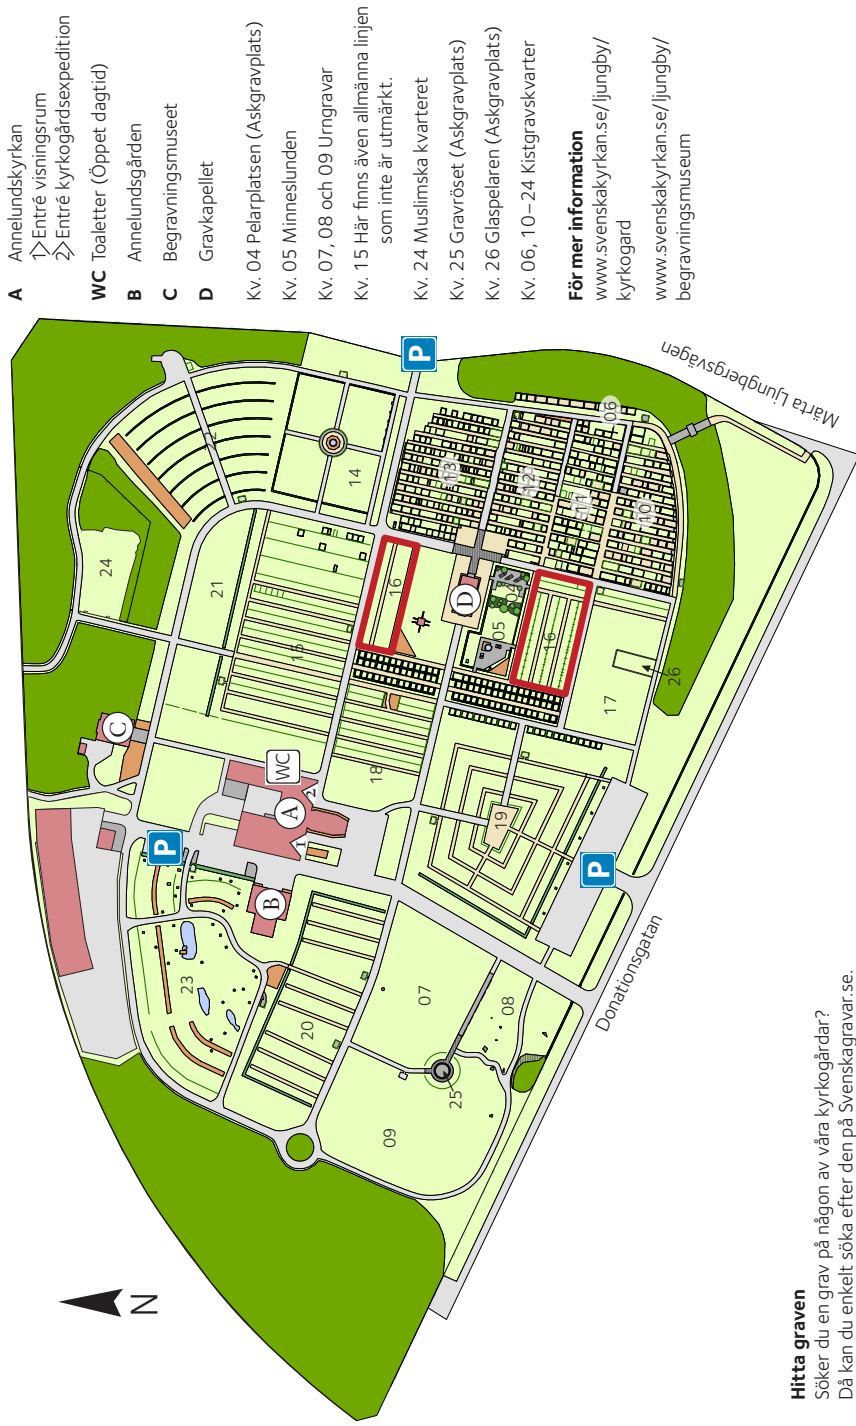 A Annelundskyrkan
1 Entré visningsrum
2 Entré kyrkogårdsexpedition
WC Toaletter (Öppet dagtid)
B Annelundsgården
C Begravningsmuseet
D Gravkapellet
Kv. 04 Pelarplatsen (Askgravplats)
Kv. 05 Minneslunden
Kv. 07, 08 och 09 Urngravar
Kv. 15 Här finns även allmänna linjen
som inte är utmärkt.
Kv. 24 Muslimska kvarteret
Kv. 25 Gravröset (Askgravplats)
Kv. 26 Glaspelaren (Askgravplats)
Kv. 06, 10–24 Kistgravskvarter
För mer information
www.svenskakyrkan.se/ljungby/
kyrkogard
www.svenskakyrkan.se/ljungby/
begravningsmuseum
P
Märta Ljungbergsvägen
24
21
14
13
12
11
10
06
15
16
D
04
05
16
17
26
C
WC
A
1
2
18
19
P
P
B
23
20
07
08
09
25
Donationsgatan
N
Hitta graven
Söker du en grav på någon av våra kyrkogårdar?
Då kan du enkelt söka efter den på Svenskagravar.se.